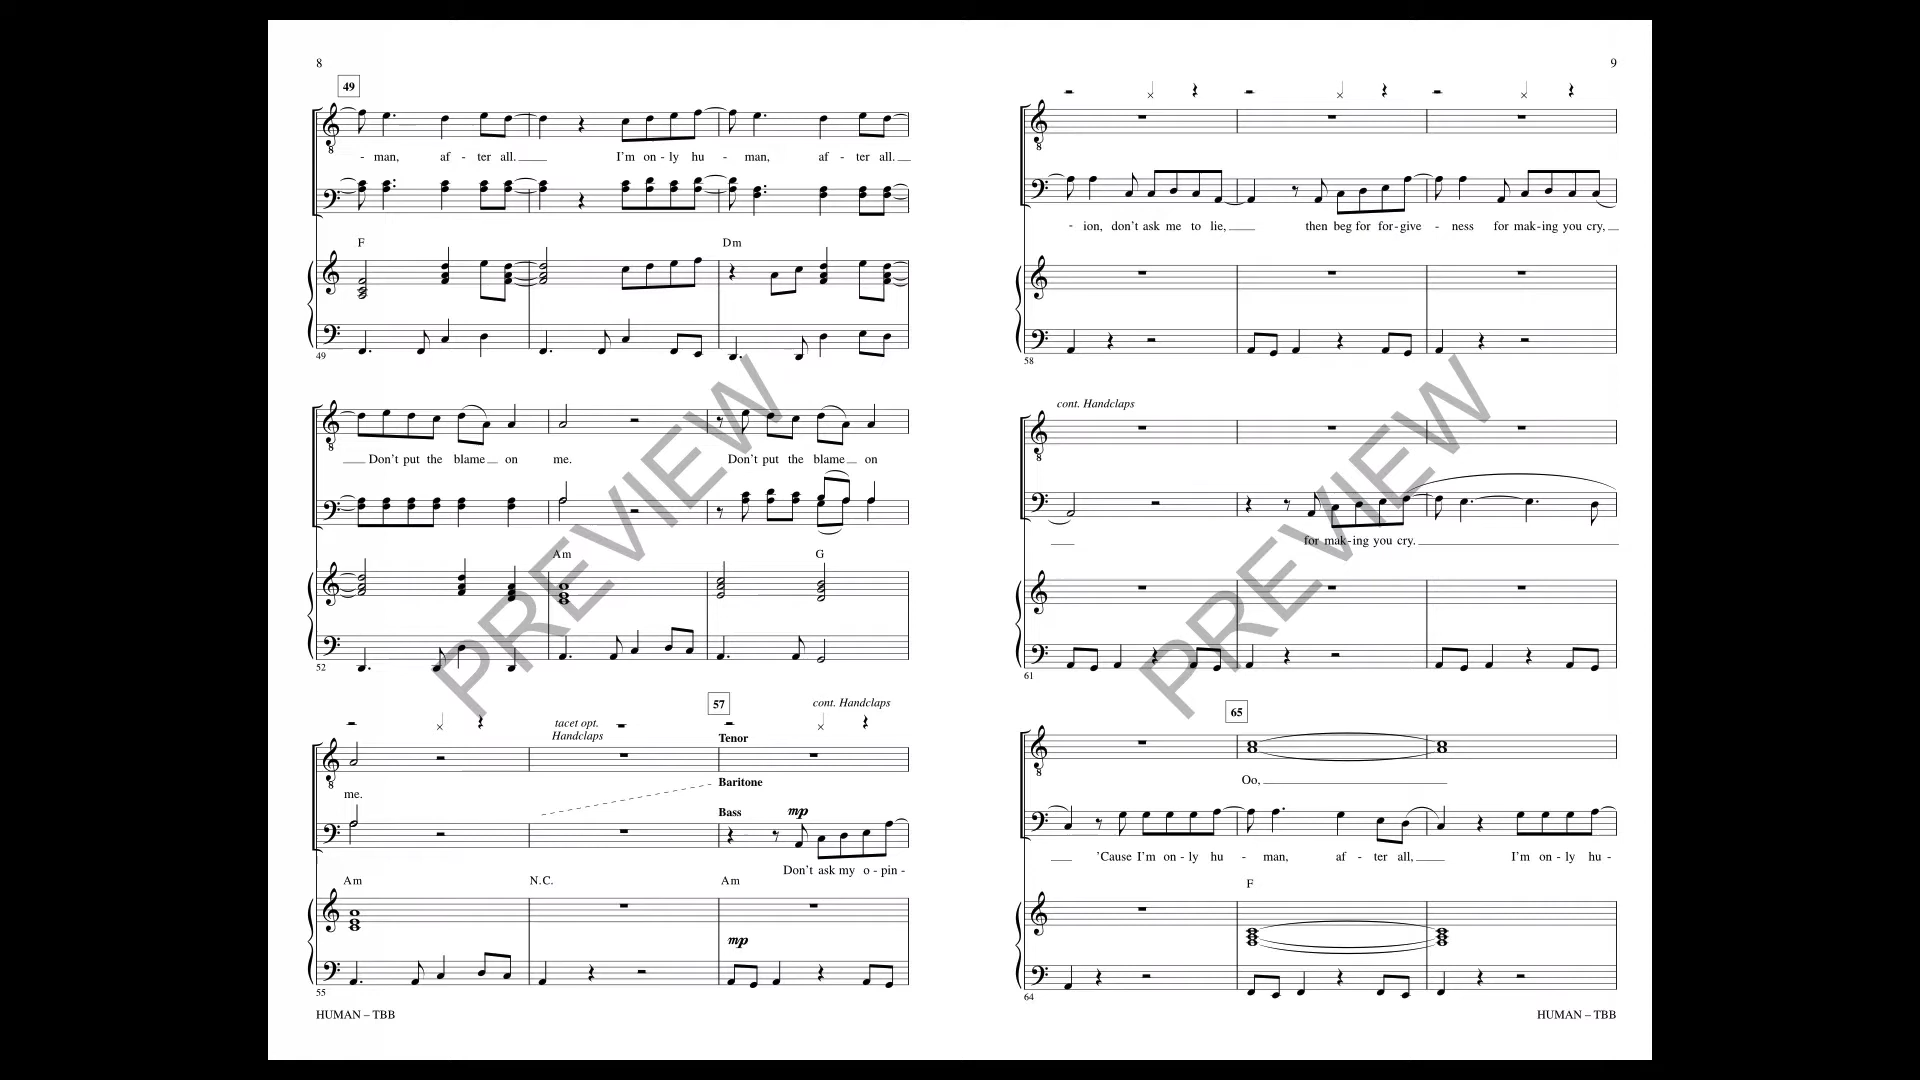 8
49
- man, af - ter all. I'm on - ly hu - man, af - ter all.
F Dm
49
Don't put the blame on me. Don't put the blame on
Am G
52
57
cont. Handclaps
tacet opt.
Handclaps
Tenor
me.
Baritone
Bass mp
Don't ask my o - pin -
Am N.C. Am
mp
55
HUMAN – TBB
PREVIEW
9
- ion, don't ask me to lie, then beg for for - give - ness for mak - ing you cry,
58
cont. Handclaps
for mak - ing you cry.
61
65
Oo,
'Cause I'm on - ly hu - man, af - ter all, I'm on - ly hu -
F
64
HUMAN – TBB
PREVIEW